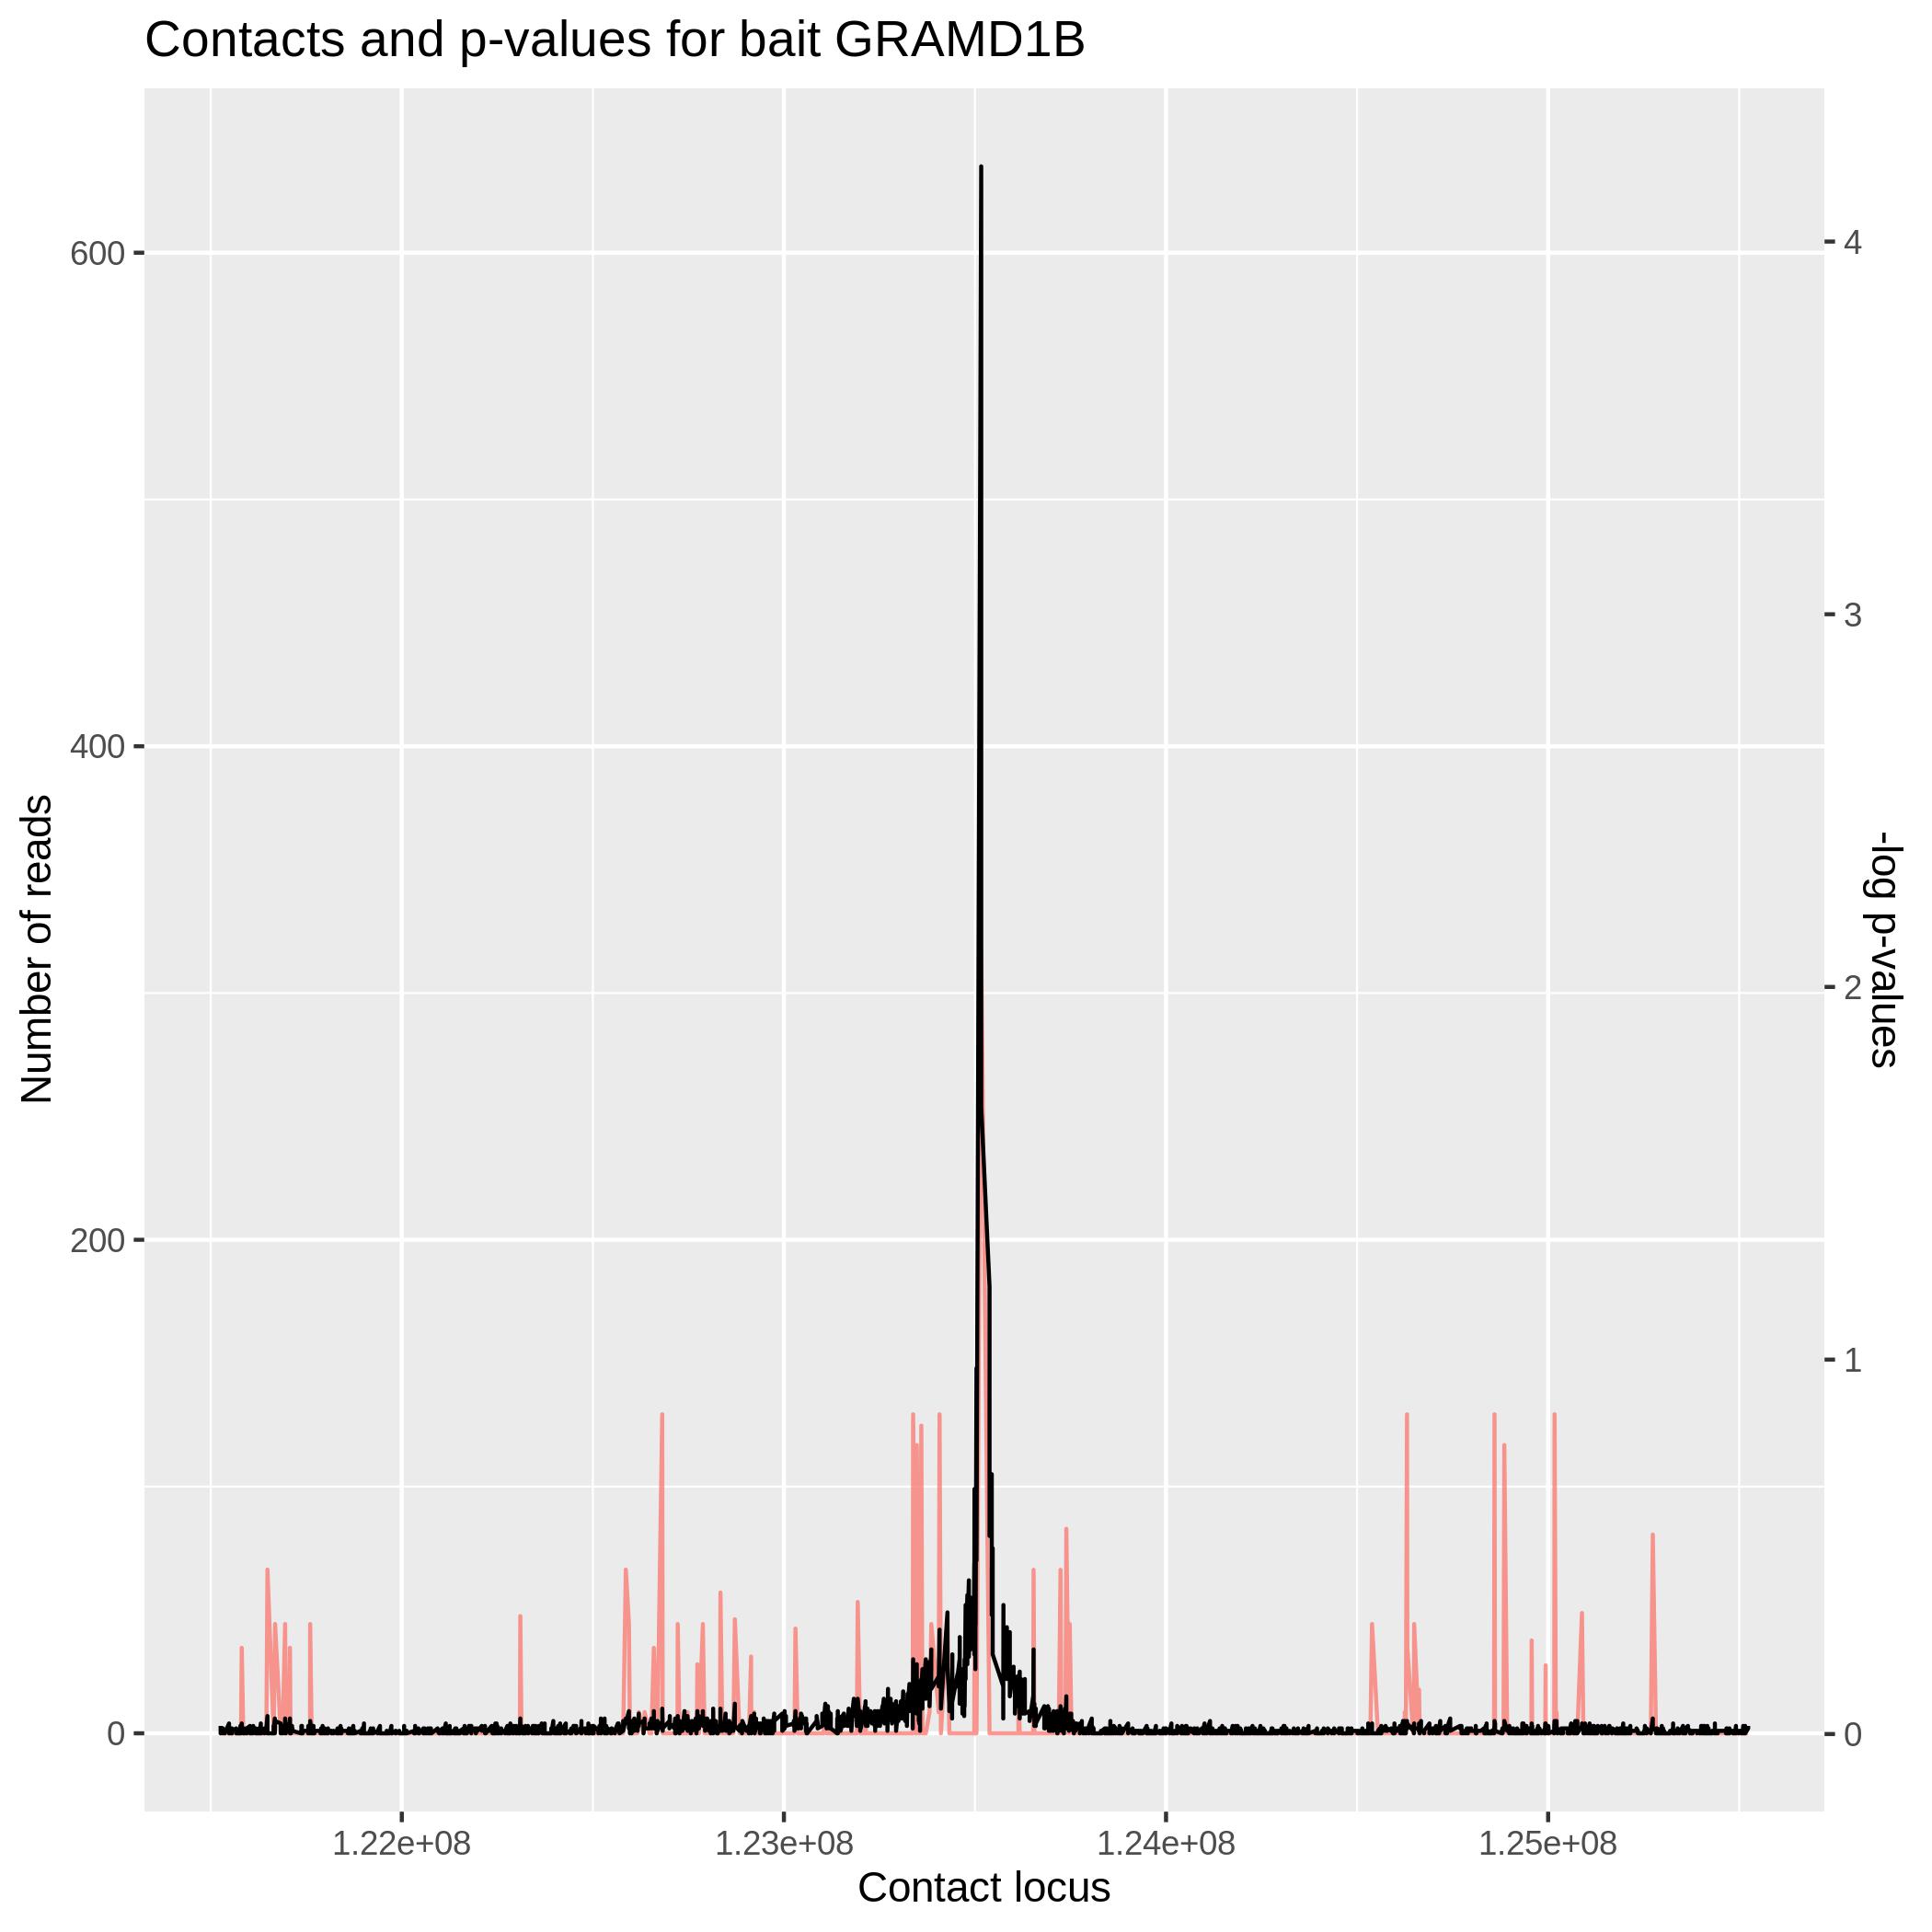 Contacts and p-values for bait GRAMD1B
600
400
200
0
Number of reads
4
3
2
1
0
-log p-values
1.22e+08
1.23e+08
1.24e+08
1.25e+08
Contact locus